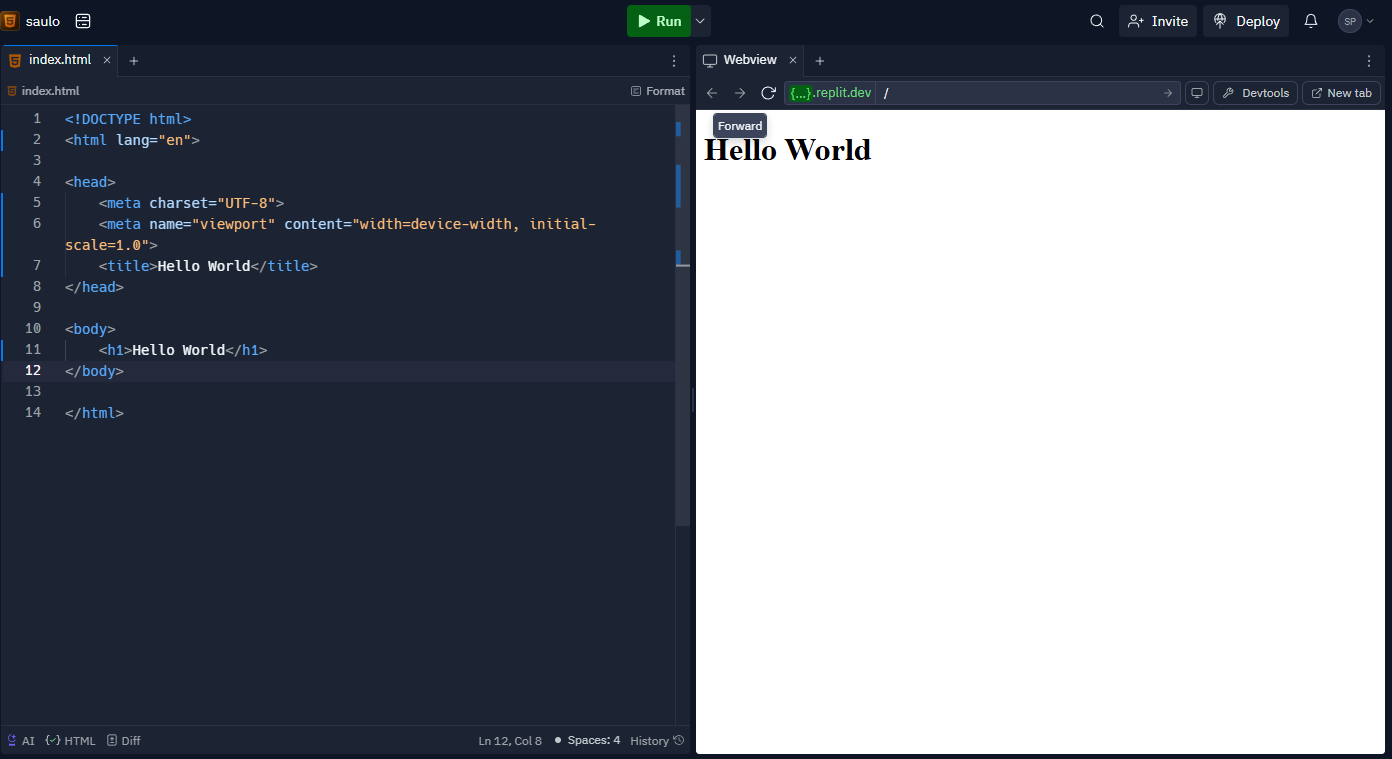 saulo
Run
Invite
Deploy
SP
index.html
Webview
index.html
Format
{...}.replit.dev /
Devtools
New tab
Forward
1 <!DOCTYPE html>
2 <html lang="en">
3
4 <head>
5 <meta charset="UTF-8">
6 <meta name="viewport" content="width=device-width, initial-
scale=1.0">
7 <title>Hello World</title>
8 </head>
9
10 <body>
11 <h1>Hello World</h1>
12 </body>
13
14 </html>
Hello World
AI
HTML
Diff
Ln 12, Col 8
Spaces: 4
History